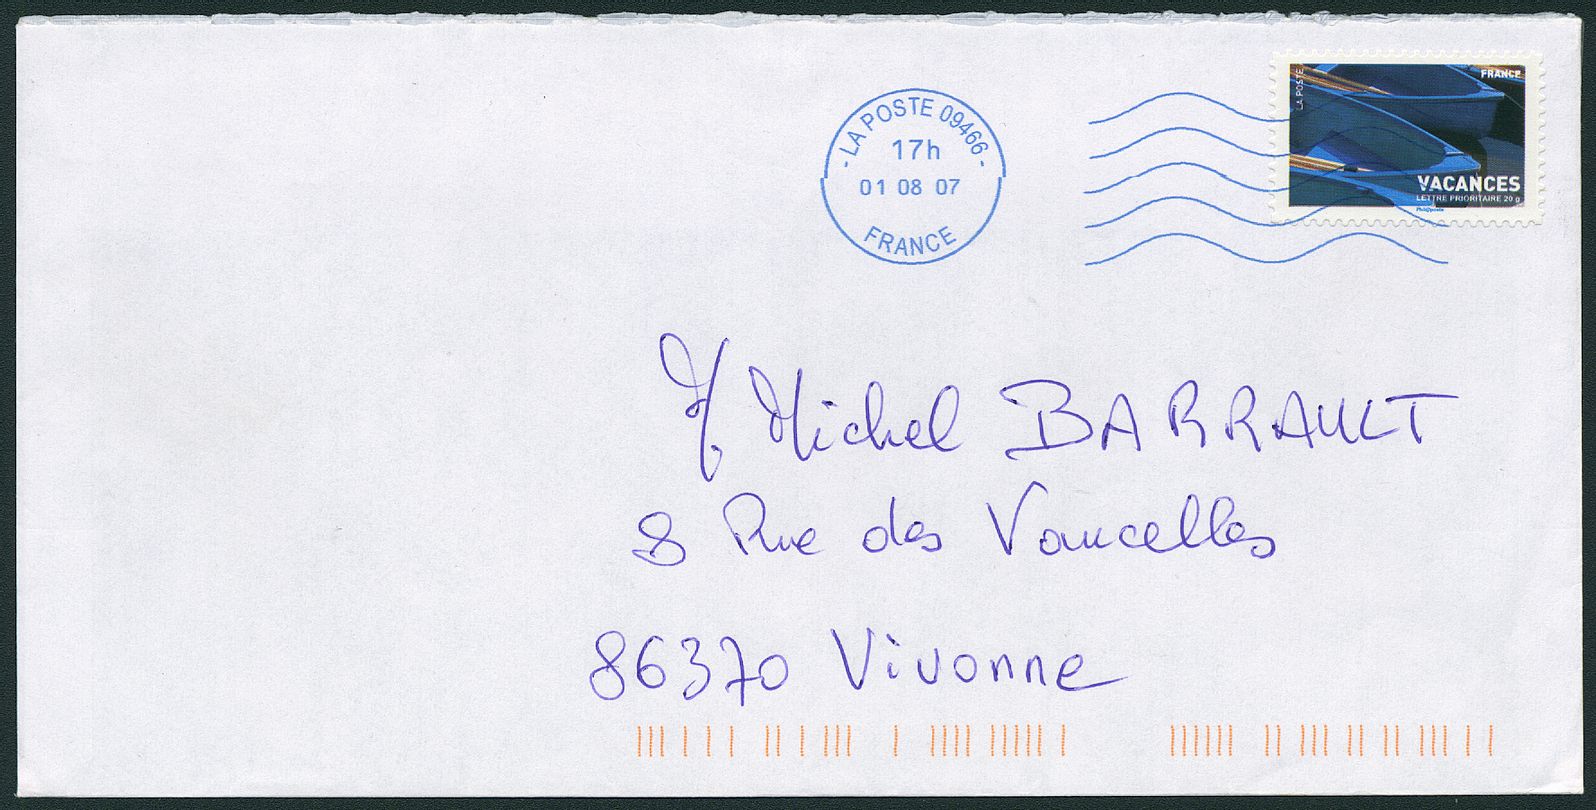 - LA POSTE 09466 -
17h
01 08 07
FRANCE
LA POSTE
FRANCE
VACANCES
LETTRE PRIORITAIRE 20 g
Phil@poste
M. Michel BARRAULT
8 Rue des Vaucelles
86370 Vivonne